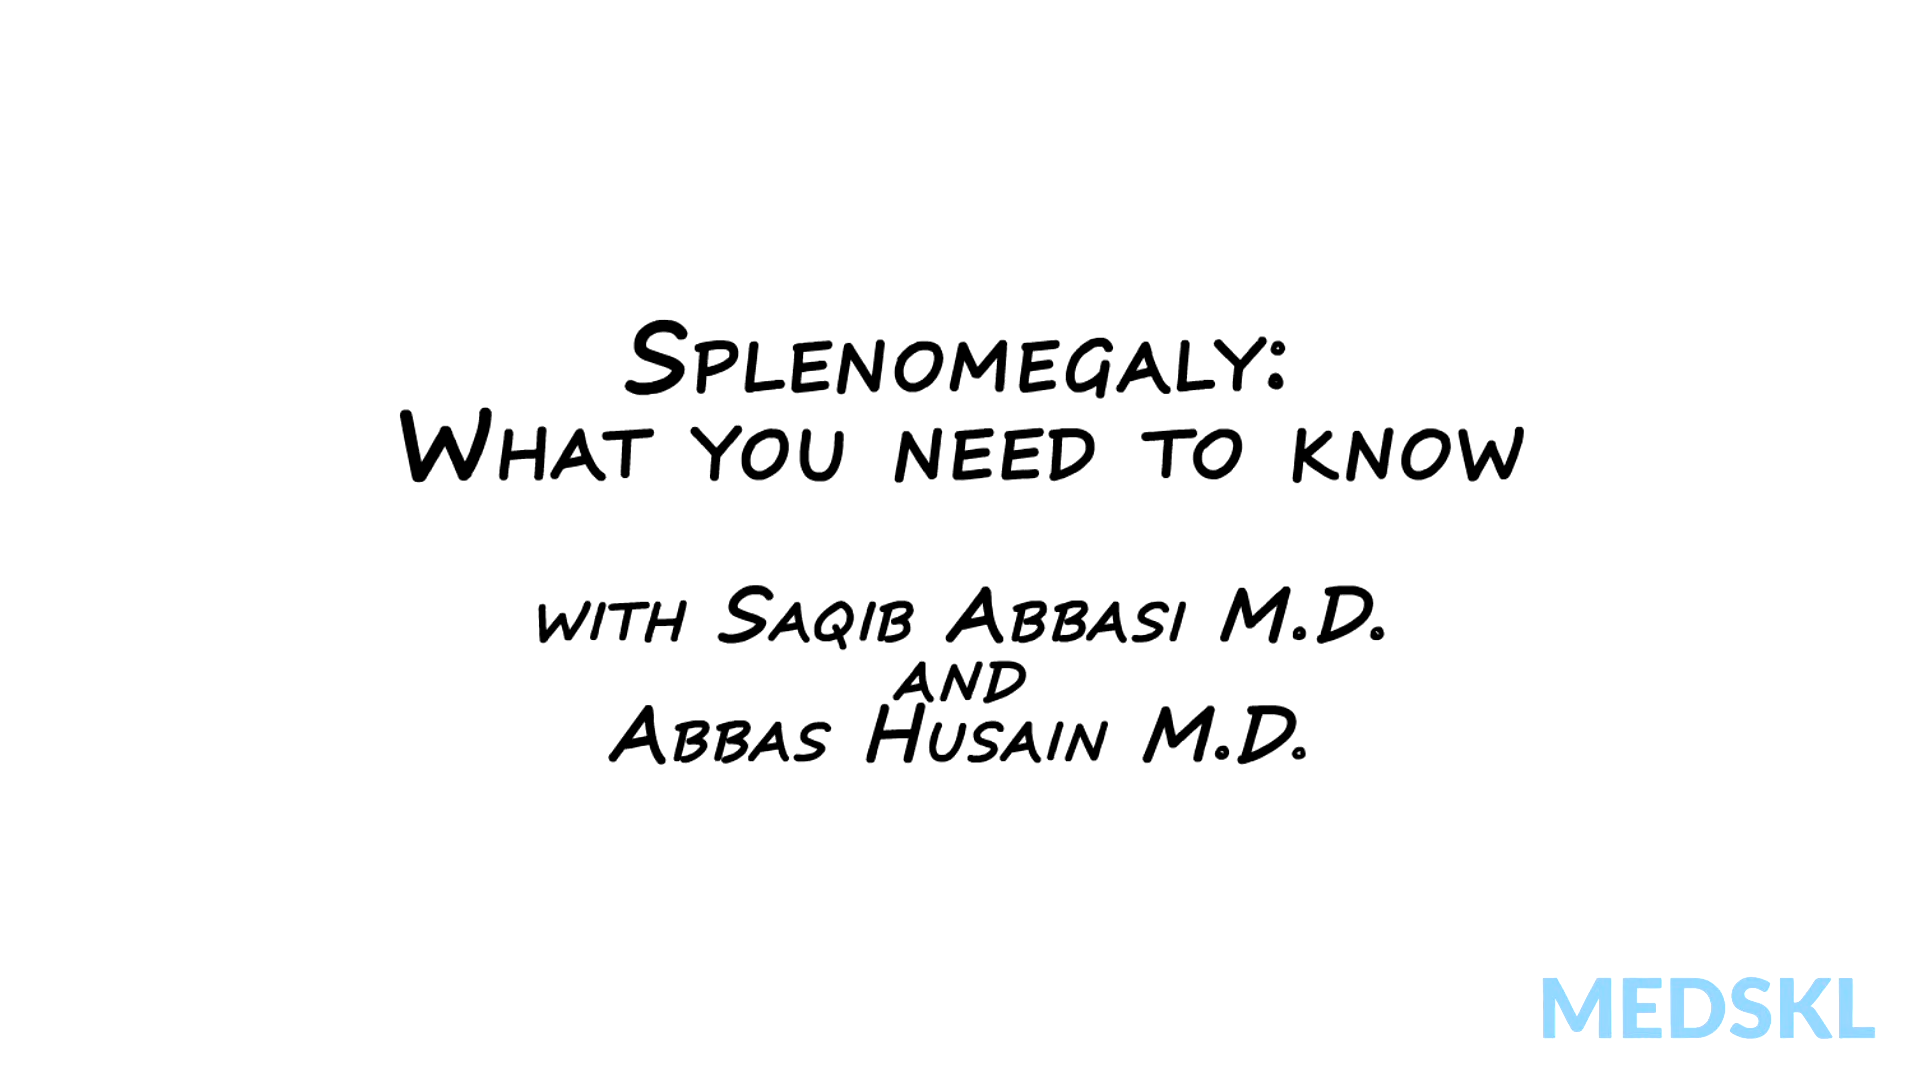 Splenomegaly:
What you need to know
with Saqib Abbasi M.D.
and
Abbas Husain M.D.
MEDSKL